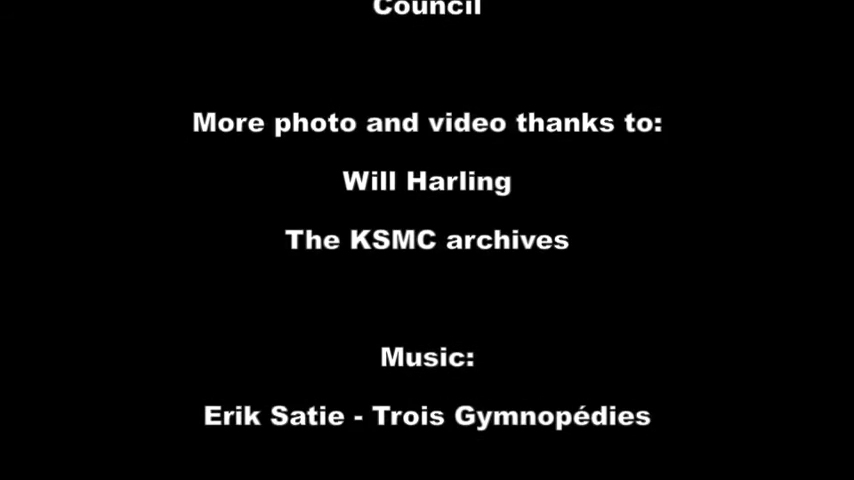 Council
More photo and video thanks to:
Will Harling
The KSMC archives
Music:
Erik Satie - Trois Gymnopédies